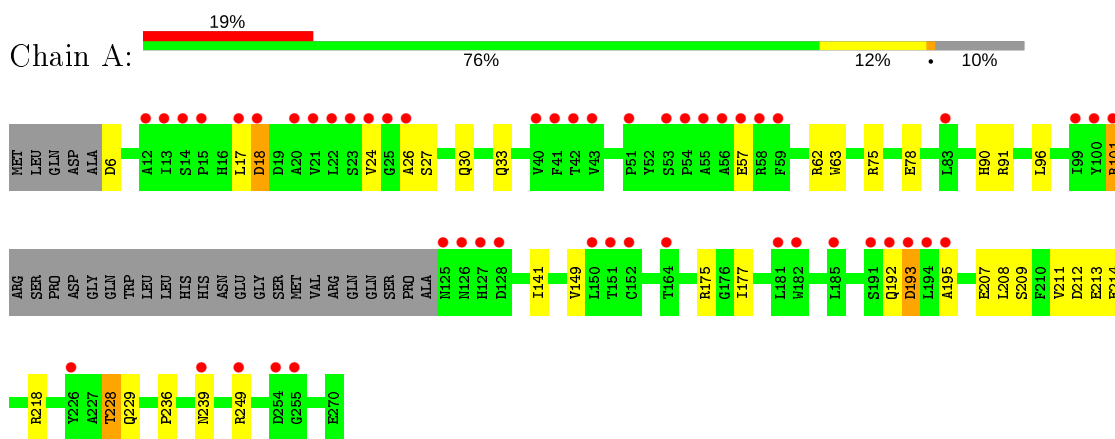 19%
Chain A:
76% 12% • 10%
MET LEU GLN ASP ALA D6 A12 I13 S14 P15 H16 L17 D18 D19 A20 V21 L22 S23 V24 G25 A26 S27 Q30 Q33 V40 F41 T42 V43 P51 Y52 S53 P54 A55 A56 E57 R58 F59 R62 W63 R75 E78 L83 H90 R91 L96 I99 Y100 R101
ARG SER PRO ASP GLY GLN TRP LEU LEU HIS HIS ASN GLU GLY SER MET VAL ARG GLN GLN SER PRO ALA N125 N126 H127 D128 I141 V149 L150 T151 C152 T164 R175 G176 I177 L181 W182 L185 S191 Q192 D193 L194 A195 E207 L208 S209 F210 V211 D212 E213
R218 Y226 A227 T228 Q229 P236 N239 R249 D254 G255 E270